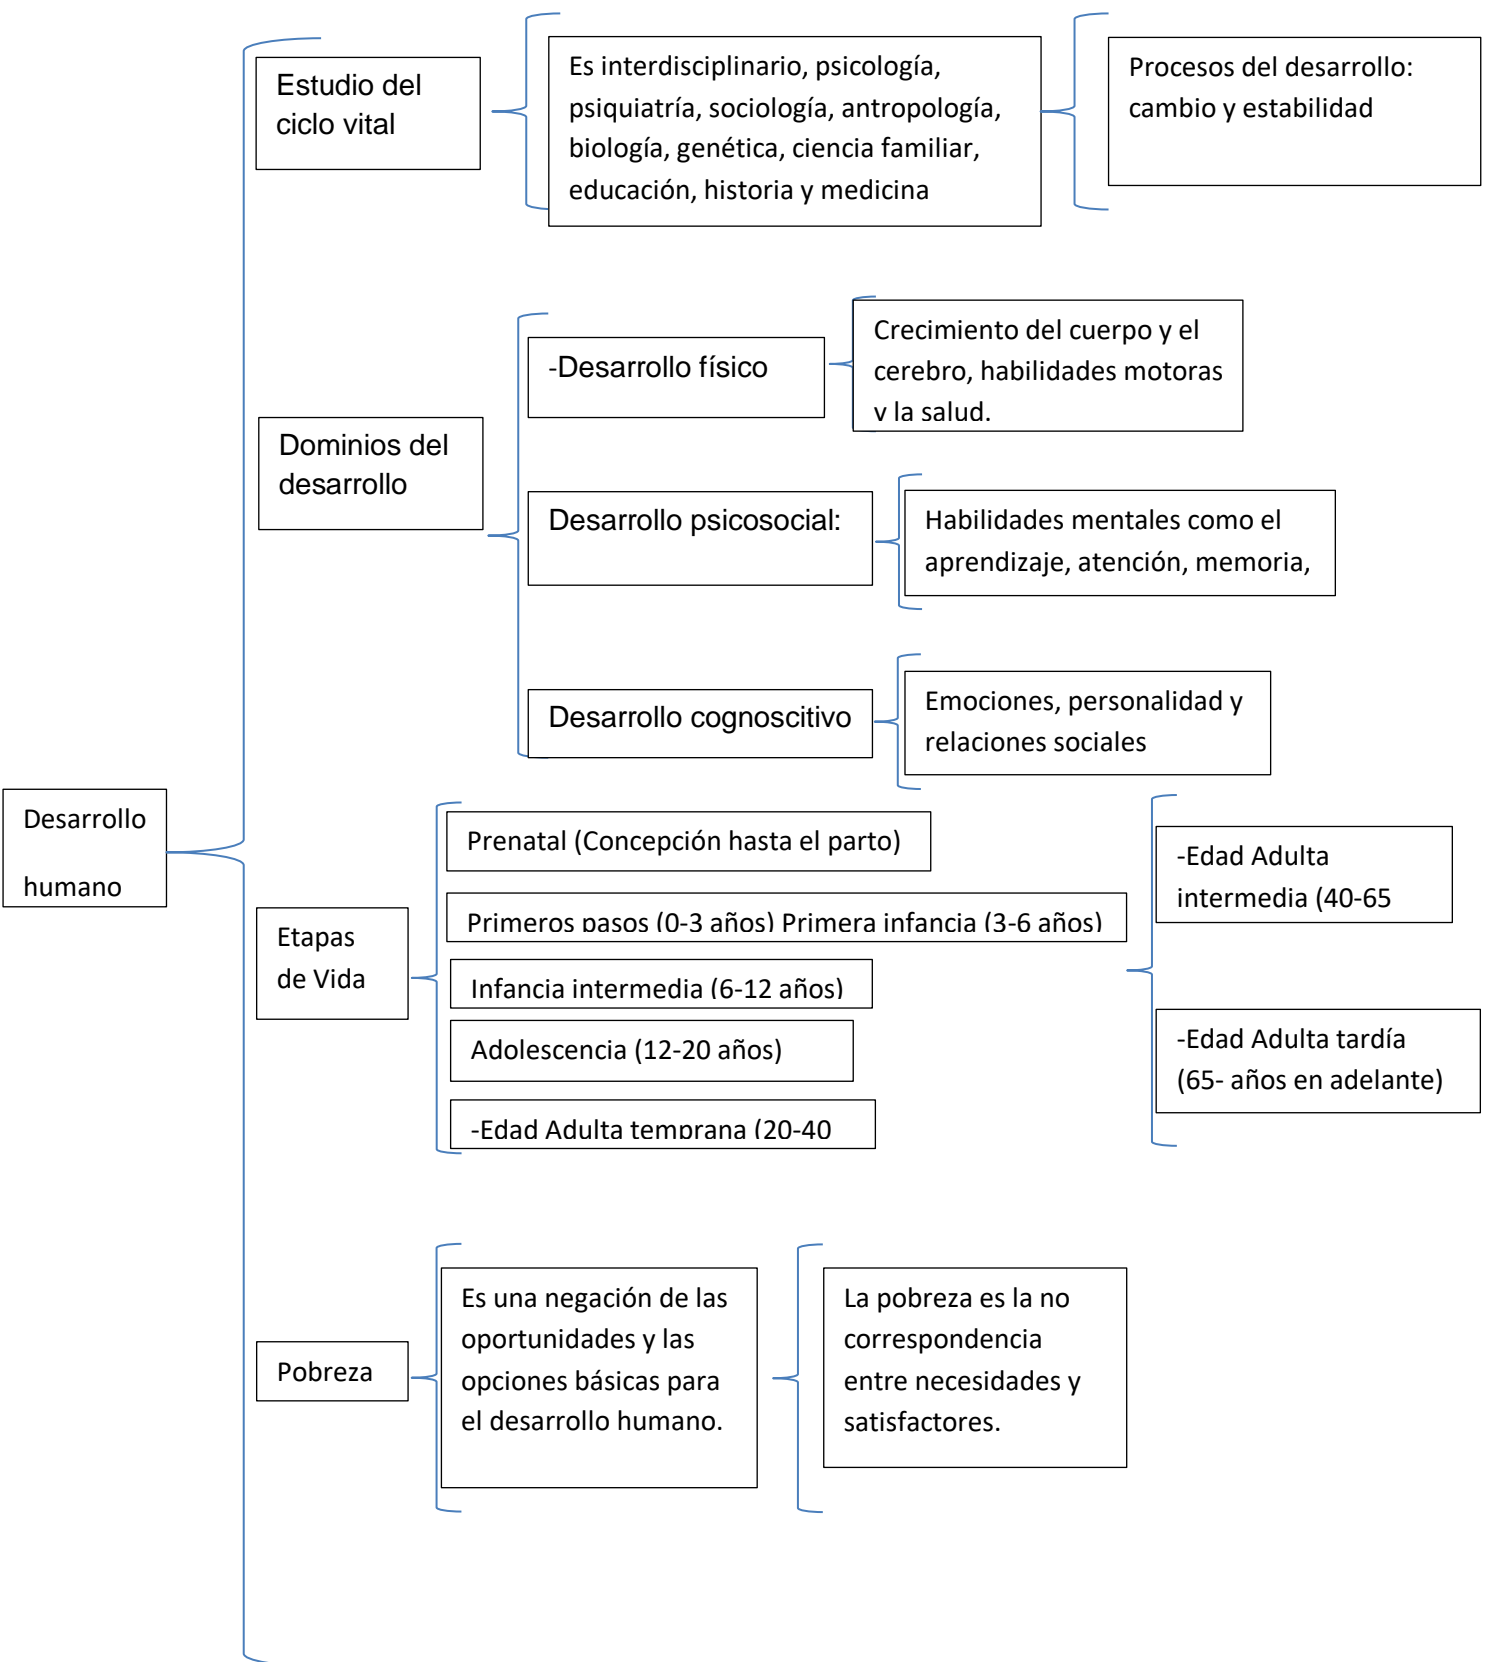 Estudio del
ciclo vital
Es interdisciplinario, psicología,
psiquiatría, sociología, antropología,
biología, genética, ciencia familiar,
educación, historia y medicina
Procesos del desarrollo:
cambio y estabilidad
Dominios del
desarrollo
-Desarrollo físico
Crecimiento del cuerpo y el
cerebro, habilidades motoras
y la salud.
Desarrollo psicosocial:
Habilidades mentales como el
aprendizaje, atención, memoria,
Desarrollo cognoscitivo
Emociones, personalidad y
relaciones sociales
Desarrollo
humano
Etapas
de Vida
Prenatal (Concepción hasta el parto)
Primeros pasos (0-3 años) Primera infancia (3-6 años)
Infancia intermedia (6-12 años)
Adolescencia (12-20 años)
-Edad Adulta temprana (20-40
-Edad Adulta
intermedia (40-65
-Edad Adulta tardía
(65- años en adelante)
Pobreza
Es una negación de las
oportunidades y las
opciones básicas para
el desarrollo humano.
La pobreza es la no
correspondencia
entre necesidades y
satisfactores.